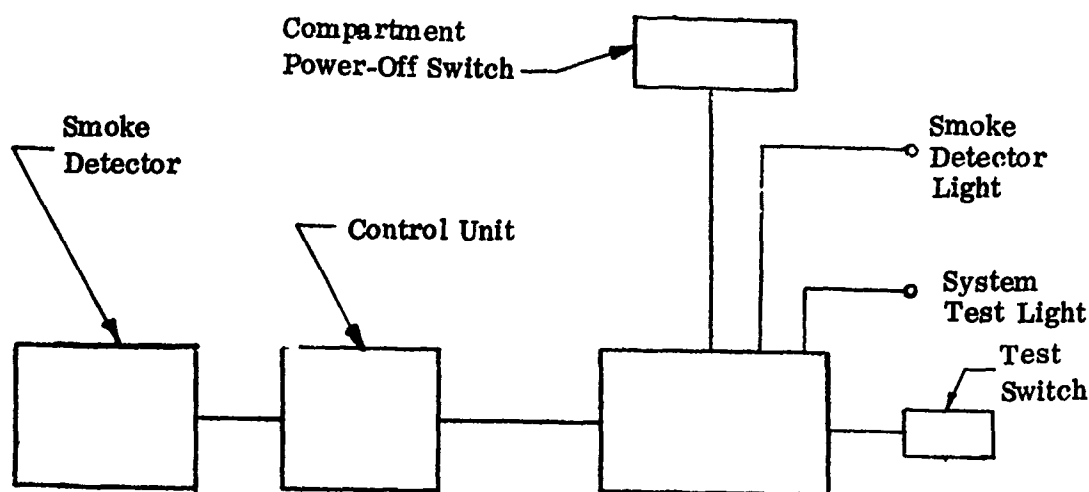 Compartment
Power-Off Switch
Smoke
Detector
Smoke
Detector
Light
Control Unit
System
Test Light
Test
Switch